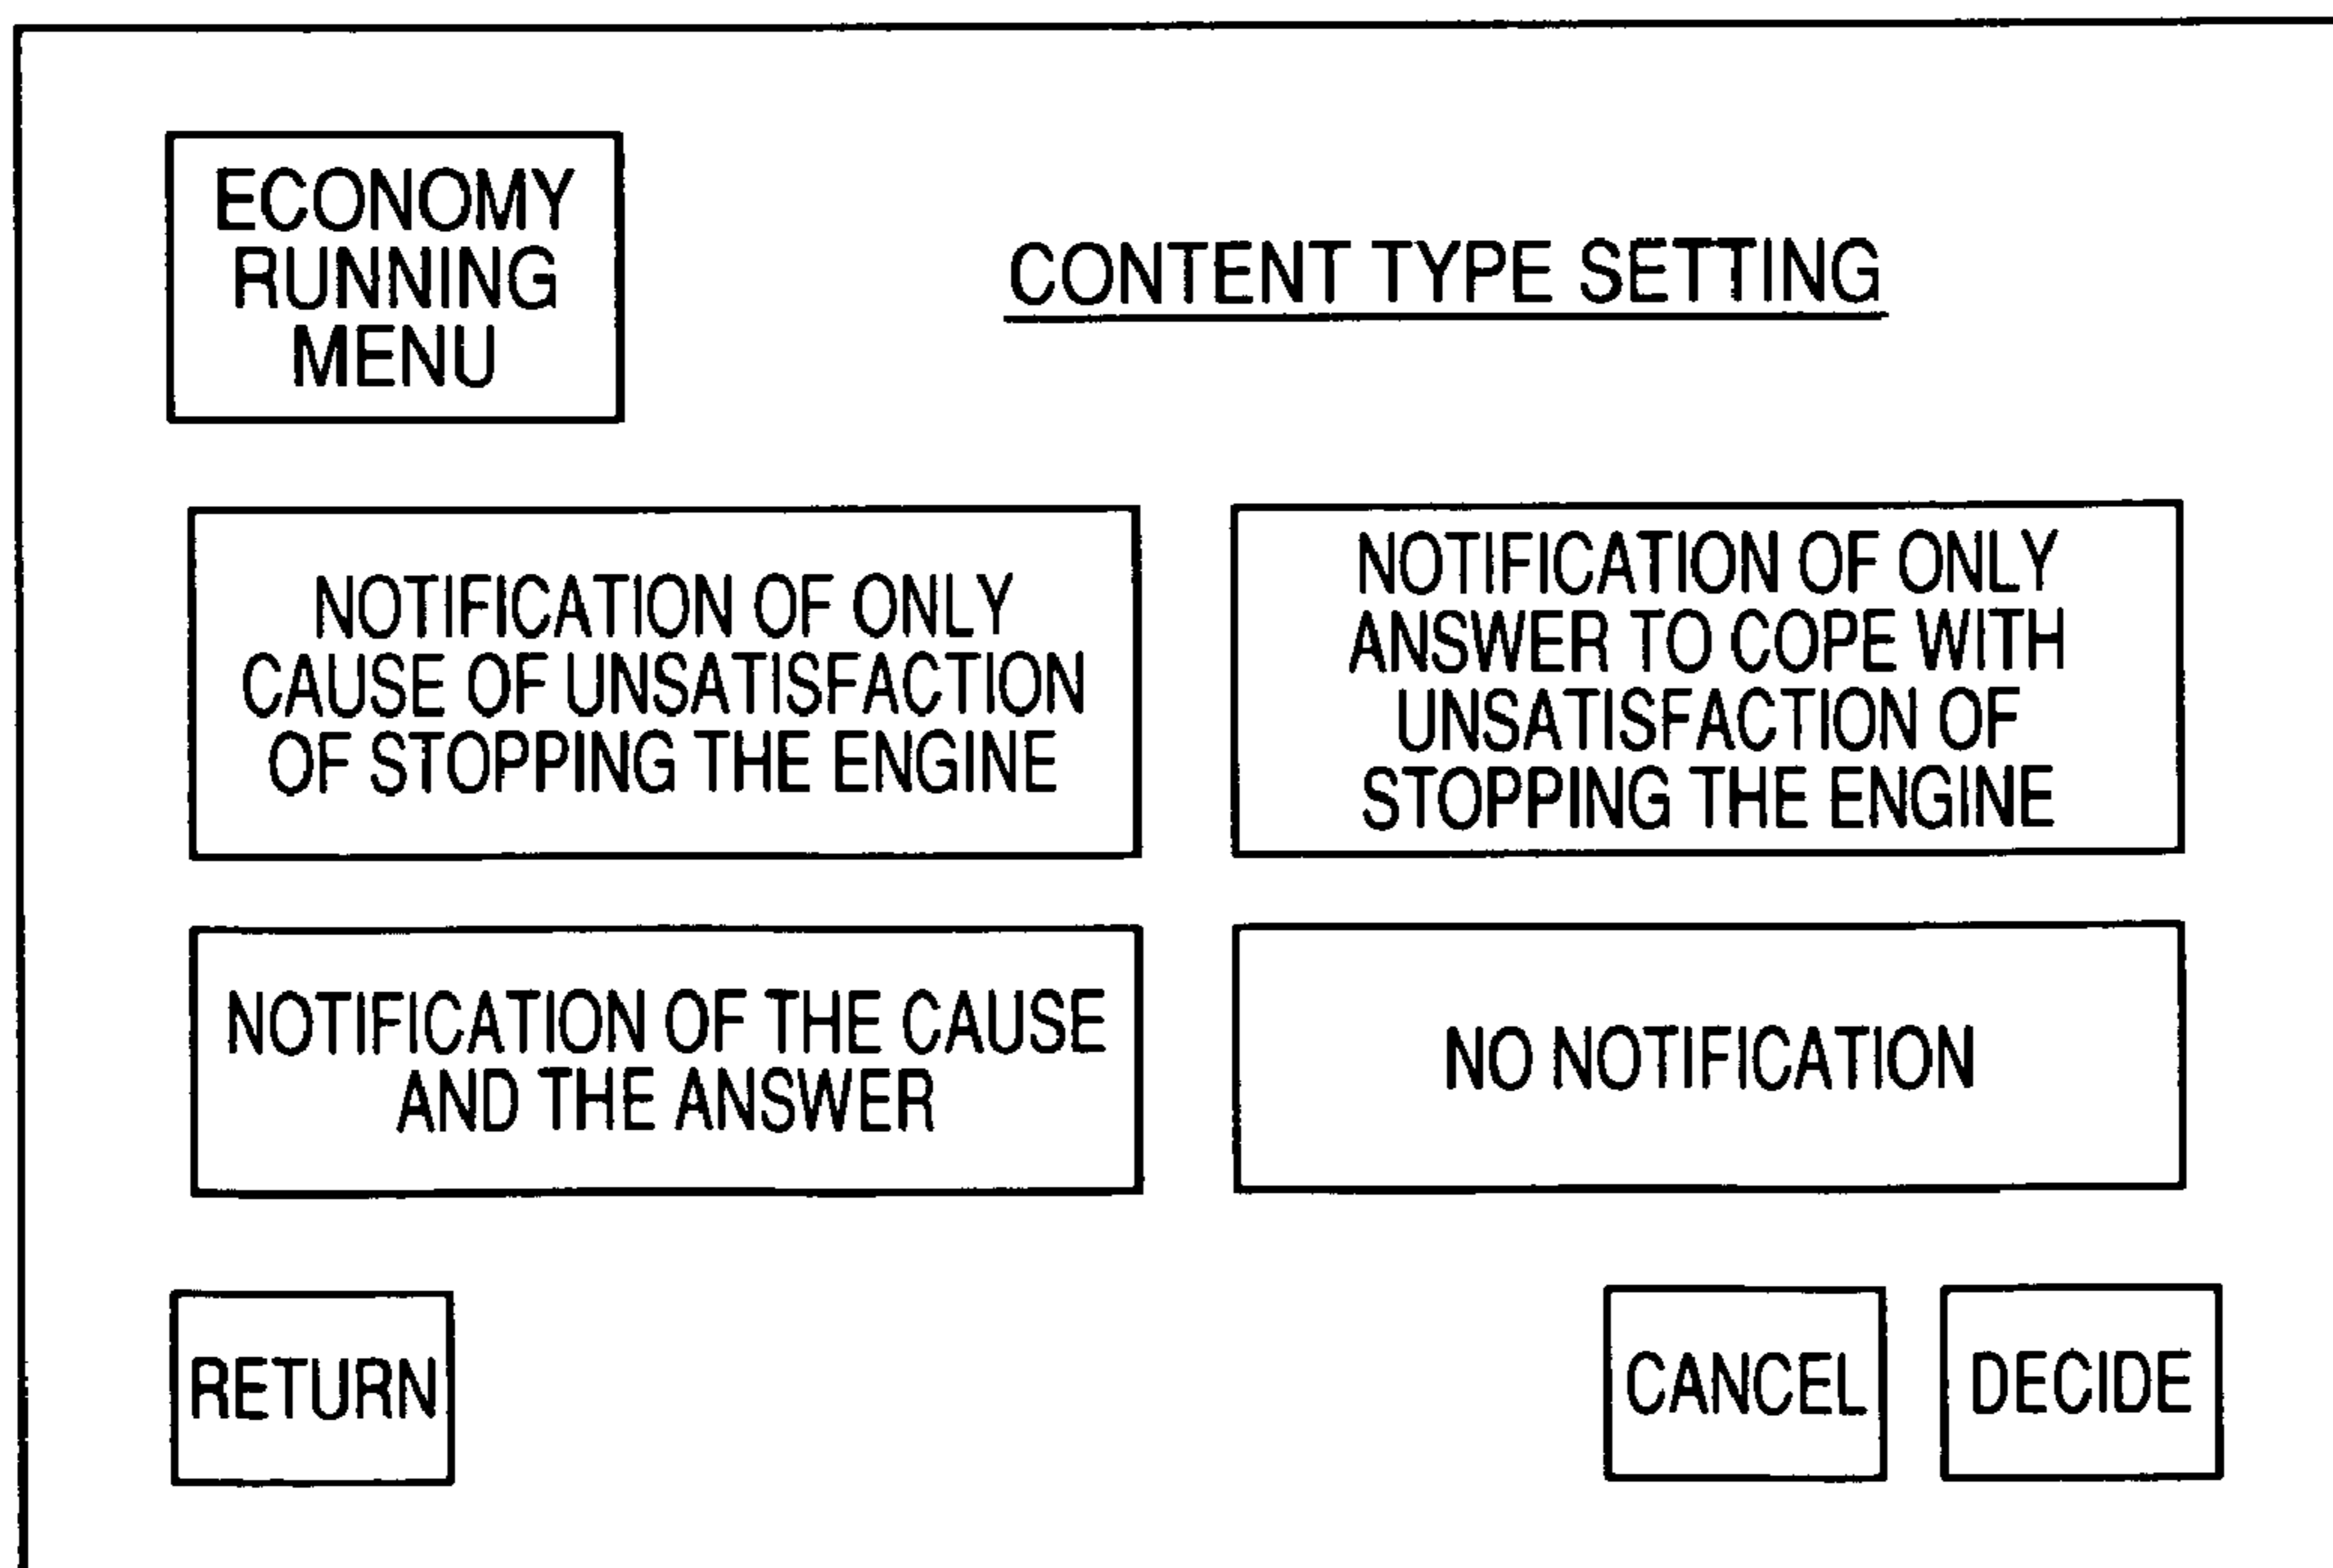 ECONOMY
RUNNING
MENU
CONTENT TYPE SETTING
NOTIFICATION OF ONLY
CAUSE OF UNSATISFACTION
OF STOPPING THE ENGINE
NOTIFICATION OF ONLY
ANSWER TO COPE WITH
UNSATISFACTION OF
STOPPING THE ENGINE
NOTIFICATION OF THE CAUSE
AND THE ANSWER
NO NOTIFICATION
RETURN
CANCEL
DECIDE